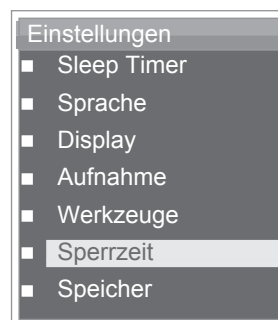 Einstellungen
Sleep Timer
Sprache
Display
Aufnahme
Werkzeuge
Sperrzeit
Speicher